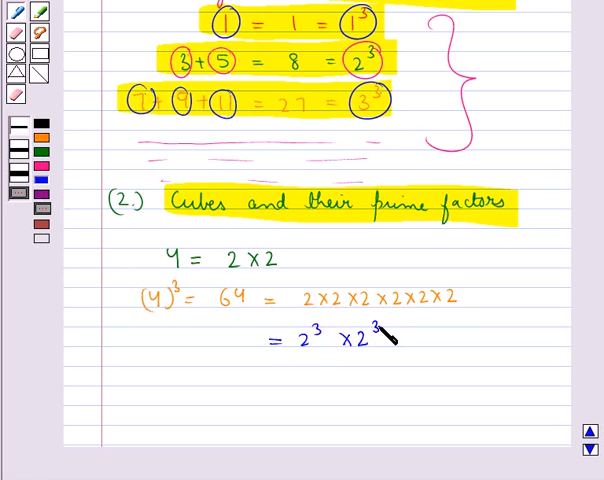 1 = 1 = 1³
3 + 5 = 8 = 2³
7 + 9 + 11 = 27 = 3³
(2.) Cubes and their prime factors
4 = 2 × 2
(4)³ = 64 = 2 × 2 × 2 × 2 × 2 × 2
= 2³ × 2³